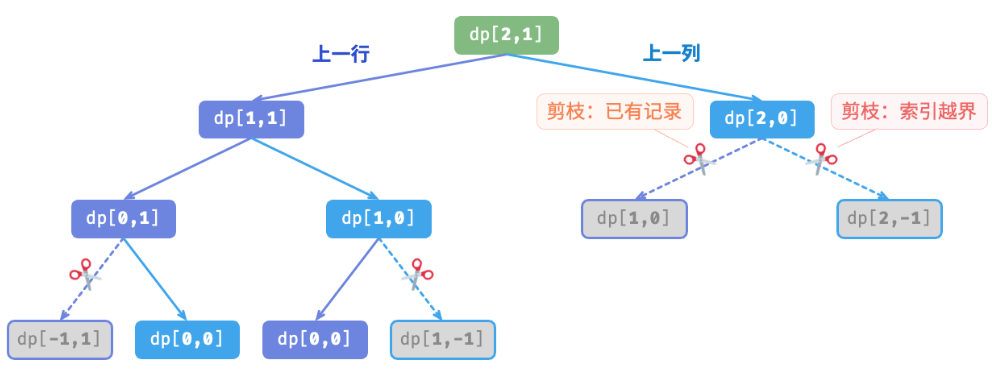 dp[2,1]
上一行
上一列
dp[1,1]
剪枝：已有记录
dp[2,0]
剪枝：索引越界
dp[0,1]
dp[1,0]
dp[1,0]
dp[2,-1]
dp[-1,1]
dp[0,0]
dp[0,0]
dp[1,-1]